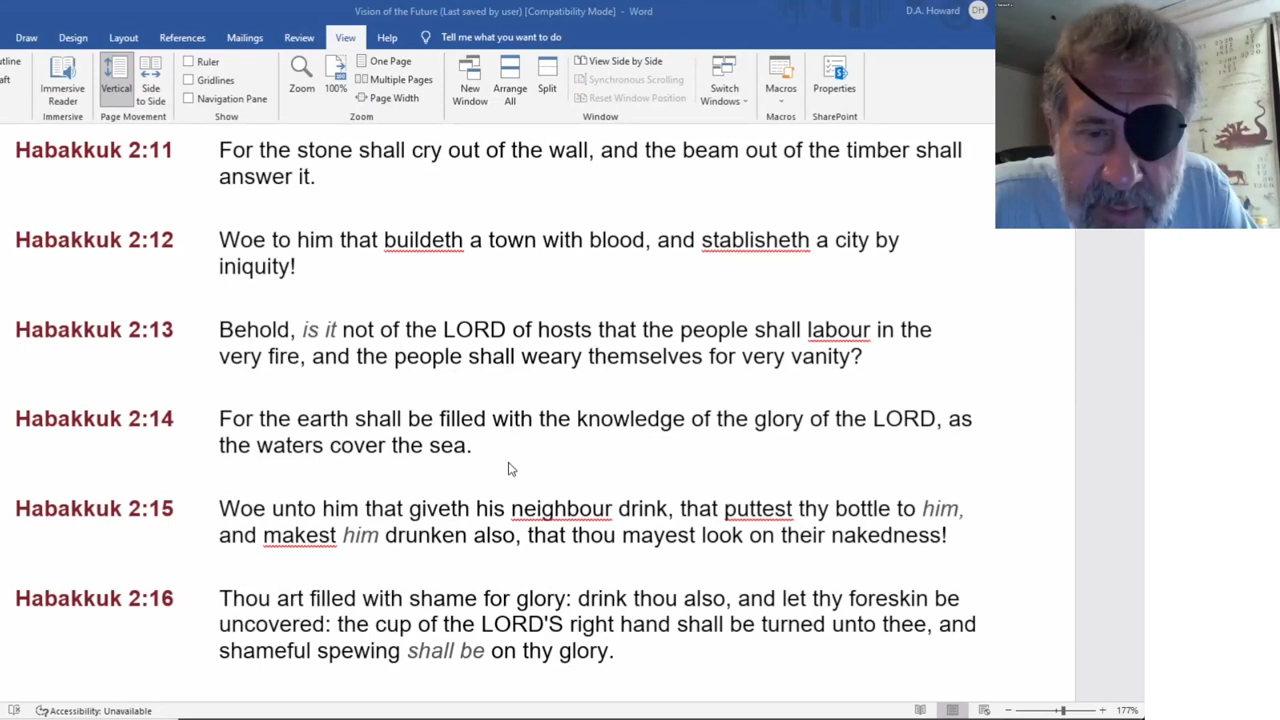 Vision of the Future (Last saved by user) [Compatibility Mode] - Word
D.A. Howard DH
Draw Design Layout References Mailings Review View Help Tell me what you want to do
Immersive Reader
Immersive
Vertical
Side to Side
Page Movement
Ruler
Gridlines
Navigation Pane
Show
Zoom
100%
One Page
Multiple Pages
Page Width
Zoom
New Window
Arrange All
Split
View Side by Side
Synchronous Scrolling
Reset Window Position
Window
Switch Windows
Macros
Macros
Properties
SharePoint
Habakkuk 2:11 For the stone shall cry out of the wall, and the beam out of the timber shall
answer it.
Habakkuk 2:12 Woe to him that buildeth a town with blood, and stablisheth a city by
iniquity!
Habakkuk 2:13 Behold, is it not of the LORD of hosts that the people shall labour in the
very fire, and the people shall weary themselves for very vanity?
Habakkuk 2:14 For the earth shall be filled with the knowledge of the glory of the LORD, as
the waters cover the sea.
Habakkuk 2:15 Woe unto him that giveth his neighbour drink, that puttest thy bottle to him,
and makest him drunken also, that thou mayest look on their nakedness!
Habakkuk 2:16 Thou art filled with shame for glory: drink thou also, and let thy foreskin be
uncovered: the cup of the LORD'S right hand shall be turned unto thee, and
shameful spewing shall be on thy glory.
Accessibility: Unavailable
177%